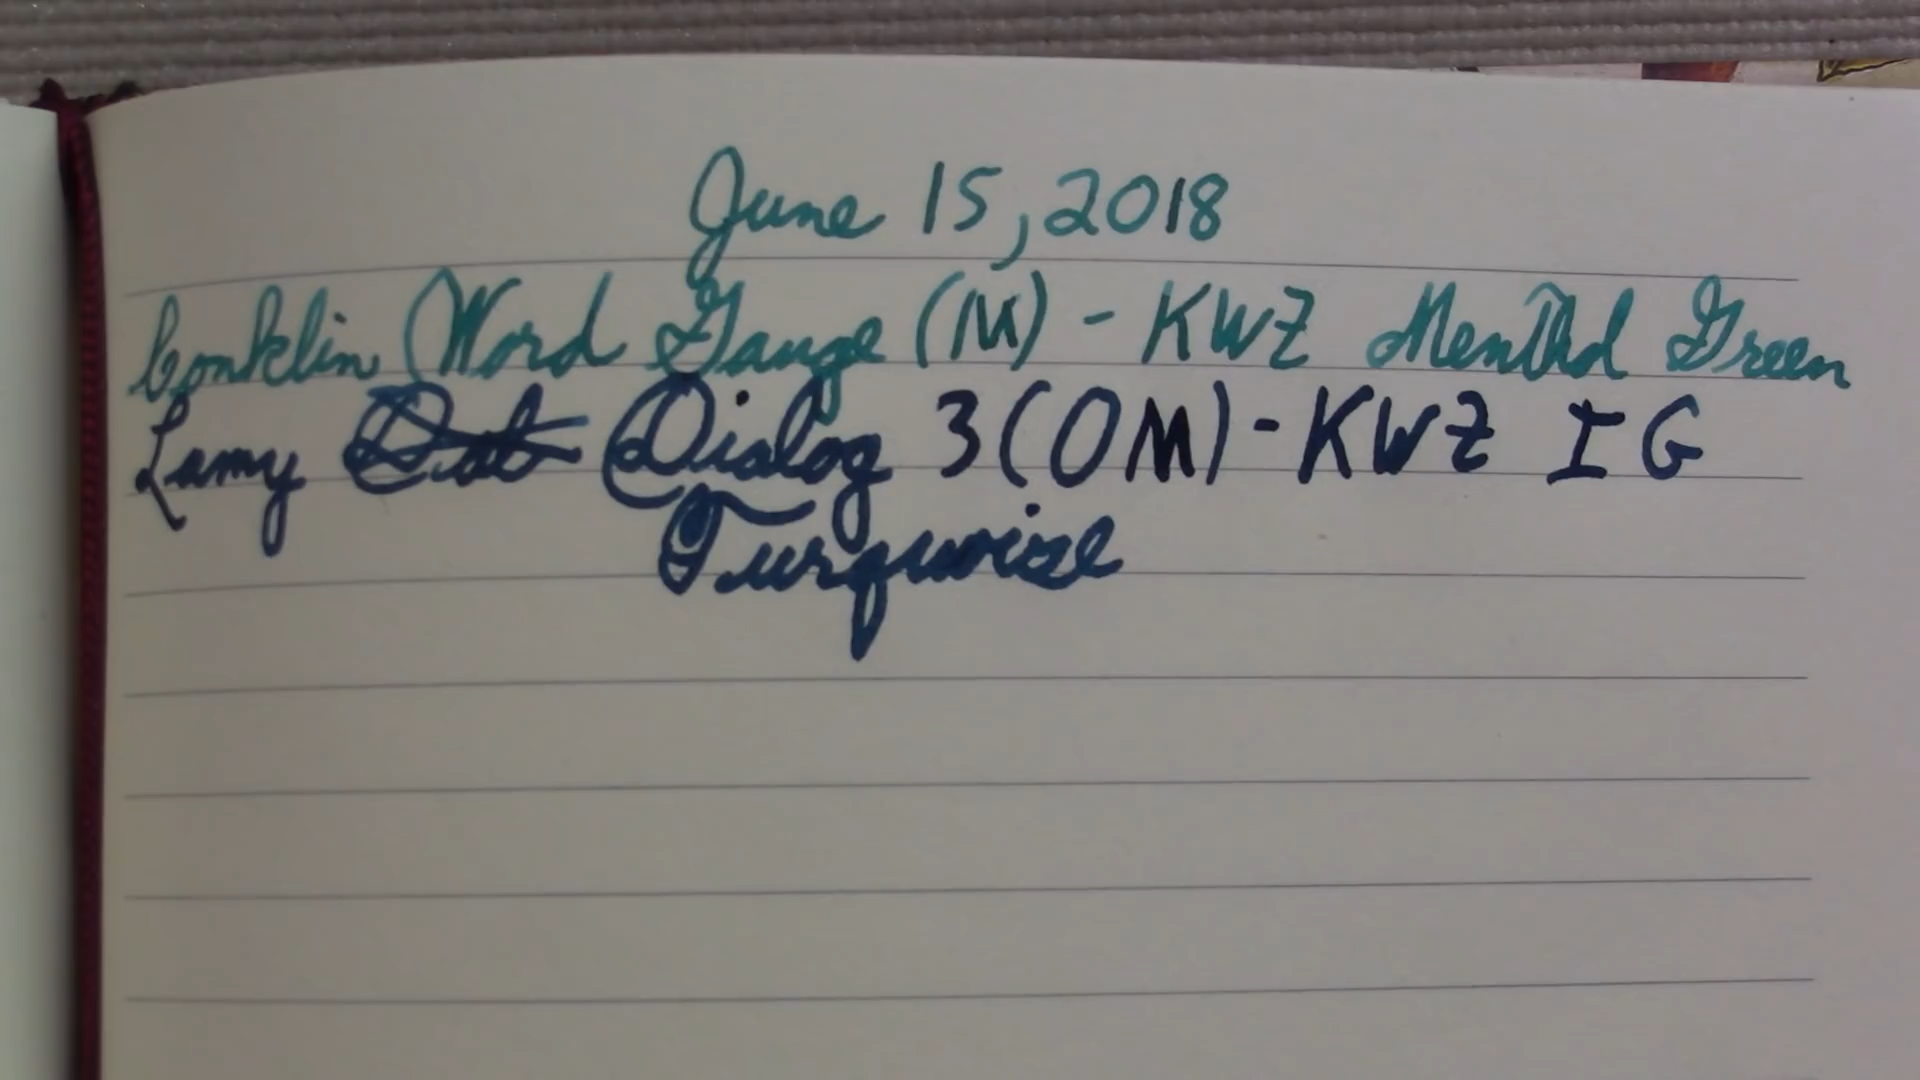 June 15, 2018
Conklin Word Gauge (M) - KWZ Menthol Green
Lamy Dialog 3 (OM) - KWZ IG
Turquoise